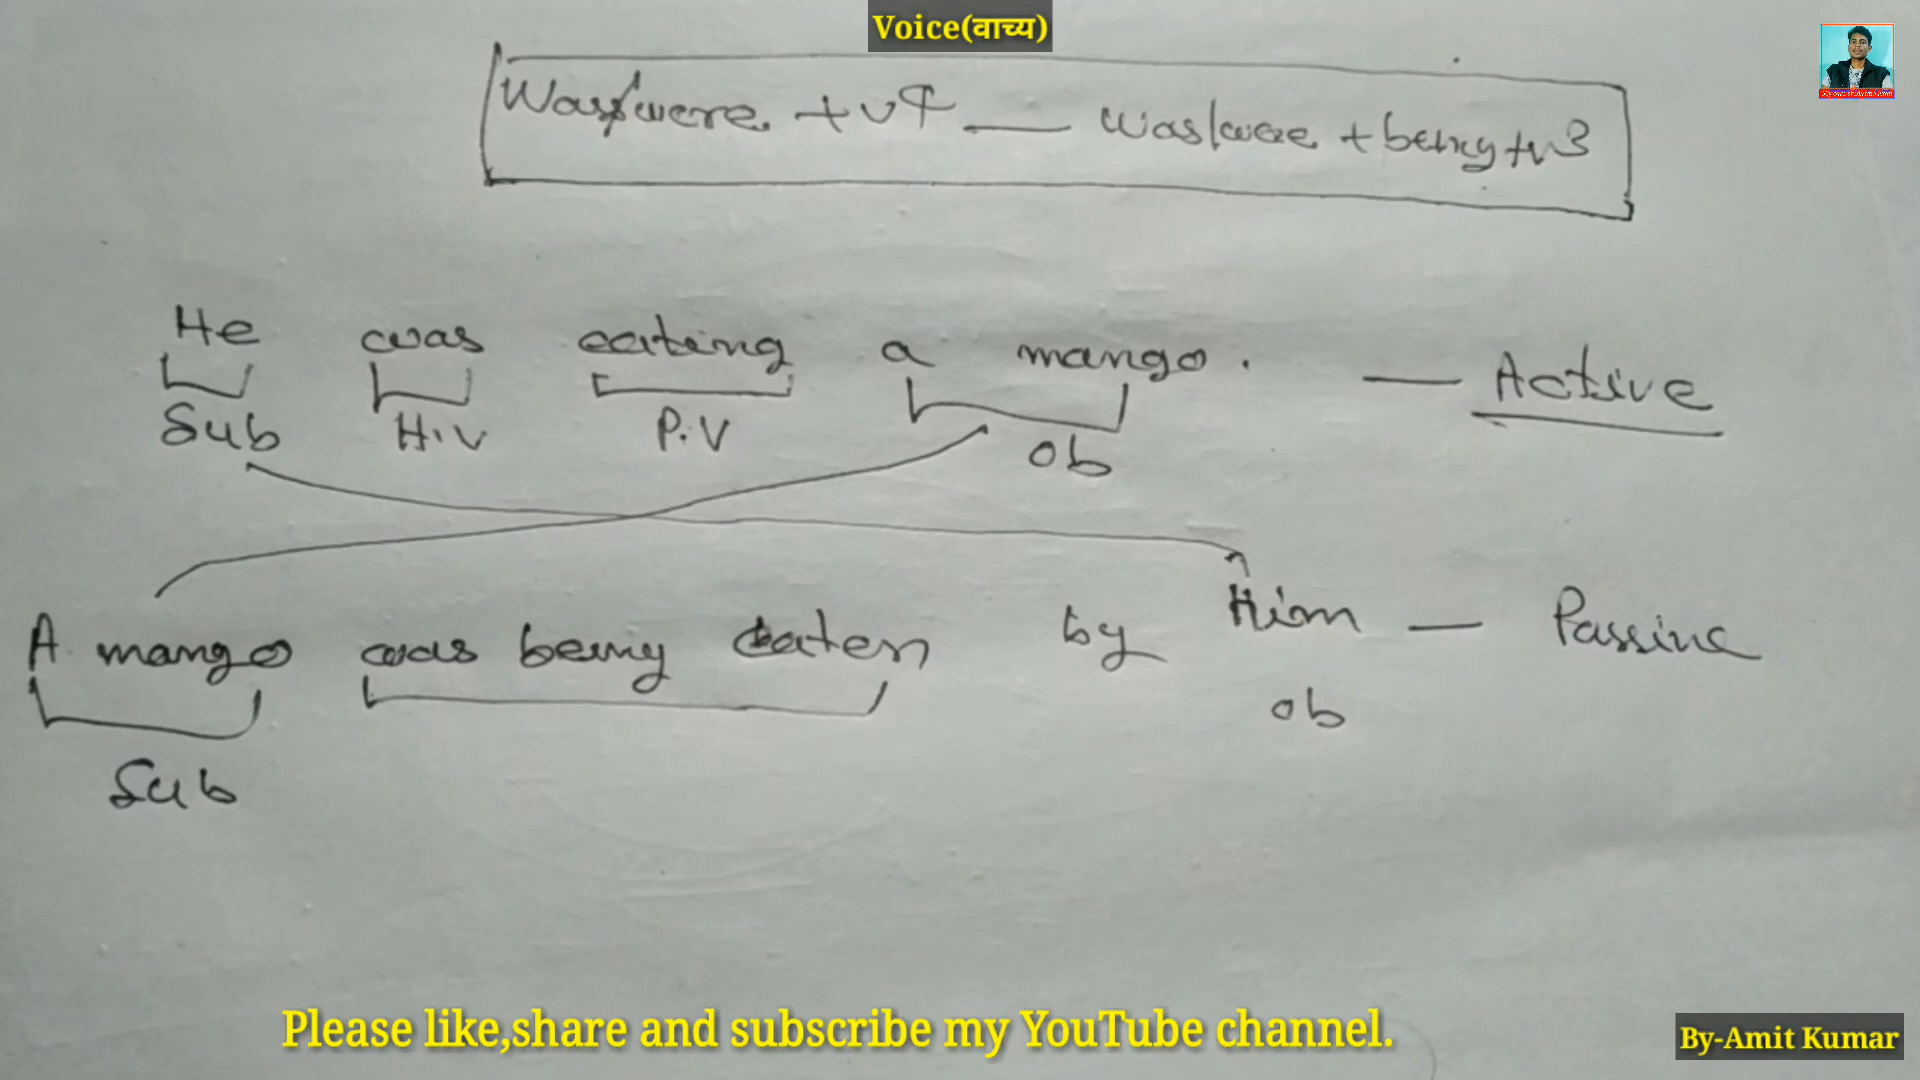 Voice(वाच्य)
Was/were + v4 — was/were + being + v3
He was eating a mango. — Active
Sub H.V P.V ob
A mango was being eaten by Him — Passive
Sub ob
Please like,share and subscribe my YouTube channel.
By-Amit Kumar